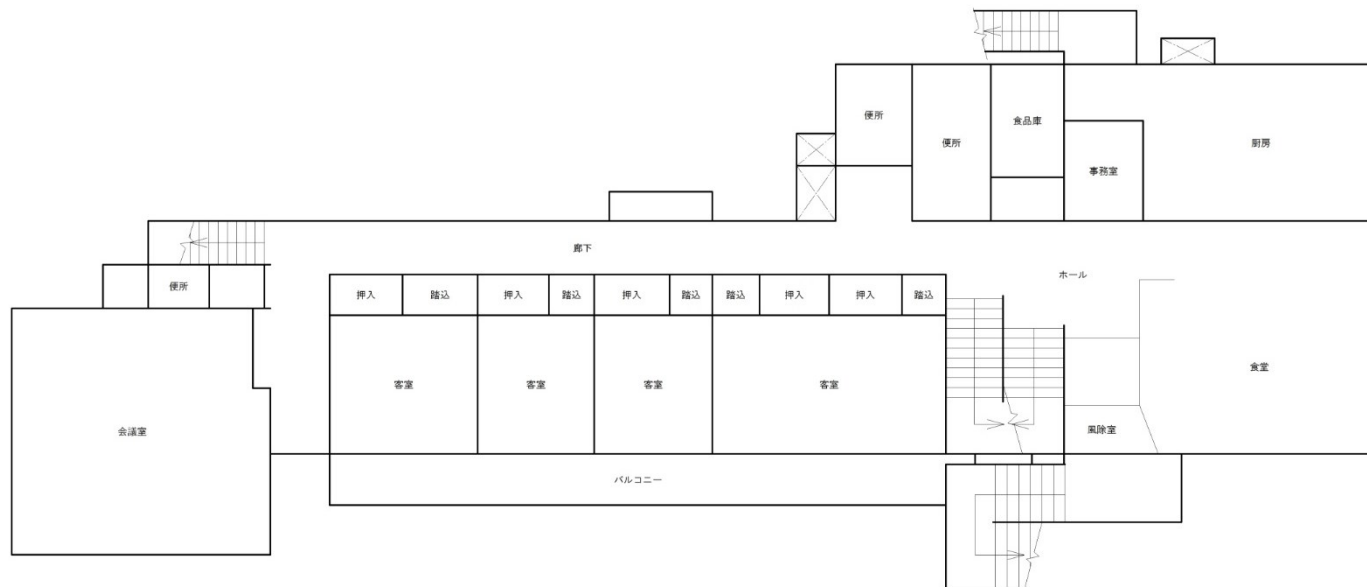 便所
便所
食品庫
事務室
厨房
廊下
ホール
便所
押入
踏込
押入
踏込
押入
踏込
踏込
押入
押入
踏込
客室
客室
客室
客室
食堂
会議室
風除室
バルコニー